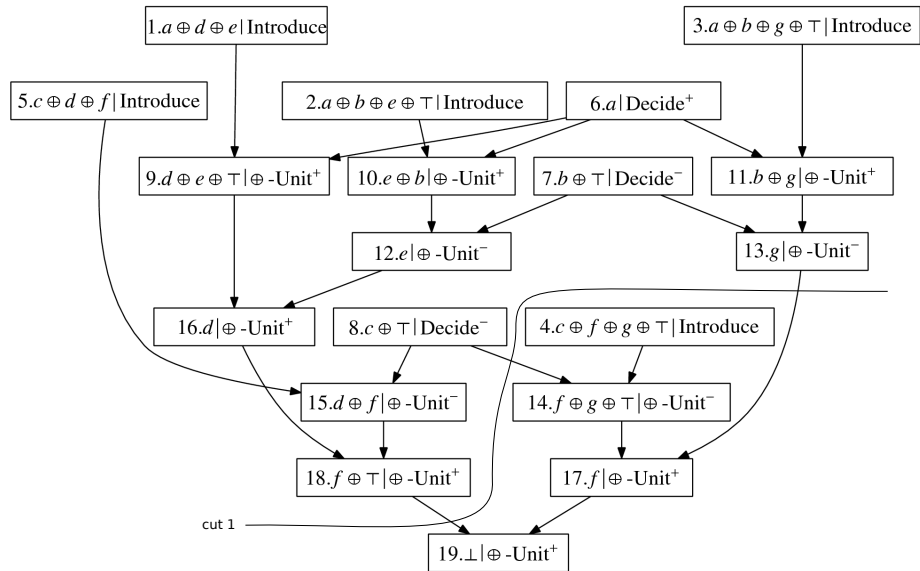 1.a ⊕ d ⊕ e|Introduce
3.a ⊕ b ⊕ g ⊕ ⊤|Introduce
5.c ⊕ d ⊕ f|Introduce
2.a ⊕ b ⊕ e ⊕ ⊤|Introduce
6.a|Decide⁺
9.d ⊕ e ⊕ ⊤|⊕-Unit⁺
10.e ⊕ b|⊕-Unit⁺
7.b ⊕ ⊤|Decide⁻
11.b ⊕ g|⊕-Unit⁺
12.e|⊕-Unit⁻
13.g|⊕-Unit⁻
16.d|⊕-Unit⁺
8.c ⊕ ⊤|Decide⁻
4.c ⊕ f ⊕ g ⊕ ⊤|Introduce
15.d ⊕ f|⊕-Unit⁻
14.f ⊕ g ⊕ ⊤|⊕-Unit⁻
18.f ⊕ ⊤|⊕-Unit⁺
17.f|⊕-Unit⁺
cut 1
19.⊥|⊕-Unit⁺